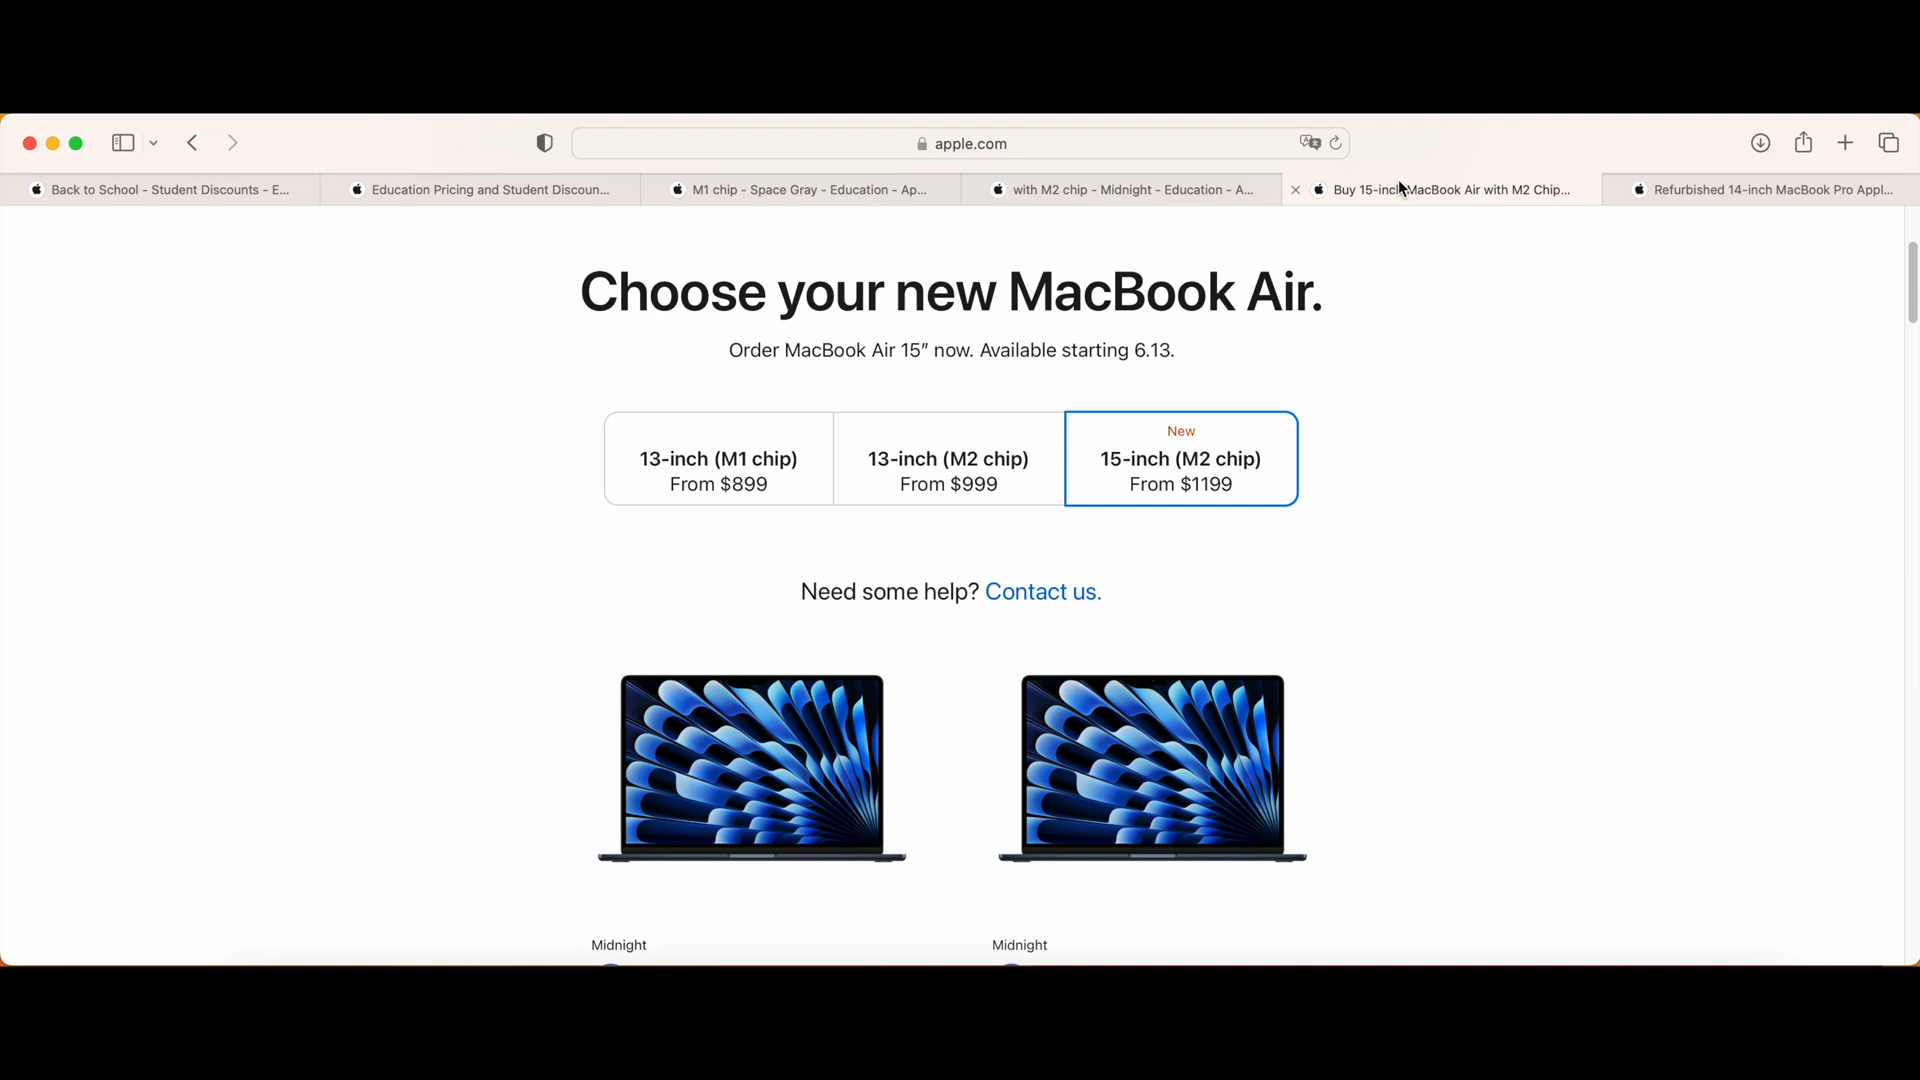 apple.com
Back to School - Student Discounts - E...
Education Pricing and Student Discoun...
M1 chip - Space Gray - Education - Ap...
with M2 chip - Midnight - Education - A...
Buy 15-inch MacBook Air with M2 Chip...
Refurbished 14-inch MacBook Pro Appl...
Choose your new MacBook Air.
Order MacBook Air 15″ now. Available starting 6.13.
13-inch (M1 chip)
From $899
13-inch (M2 chip)
From $999
New
15-inch (M2 chip)
From $1199
Need some help? Contact us.
Midnight
Midnight